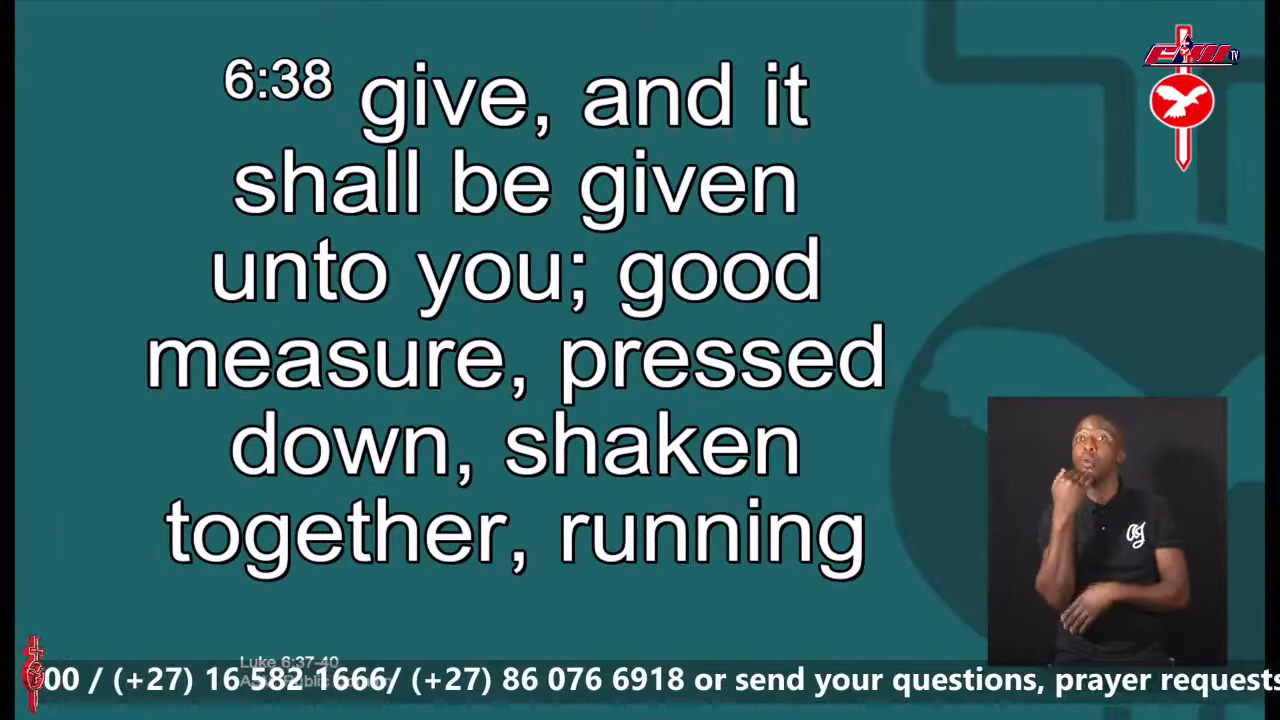 6:38 give, and it
shall be given
unto you; good
measure, pressed
down, shaken
together, running
Luke 6:37-40
00 / (+27) 16 582 1666/ (+27) 86 076 6918 or send your questions, prayer requests
TV